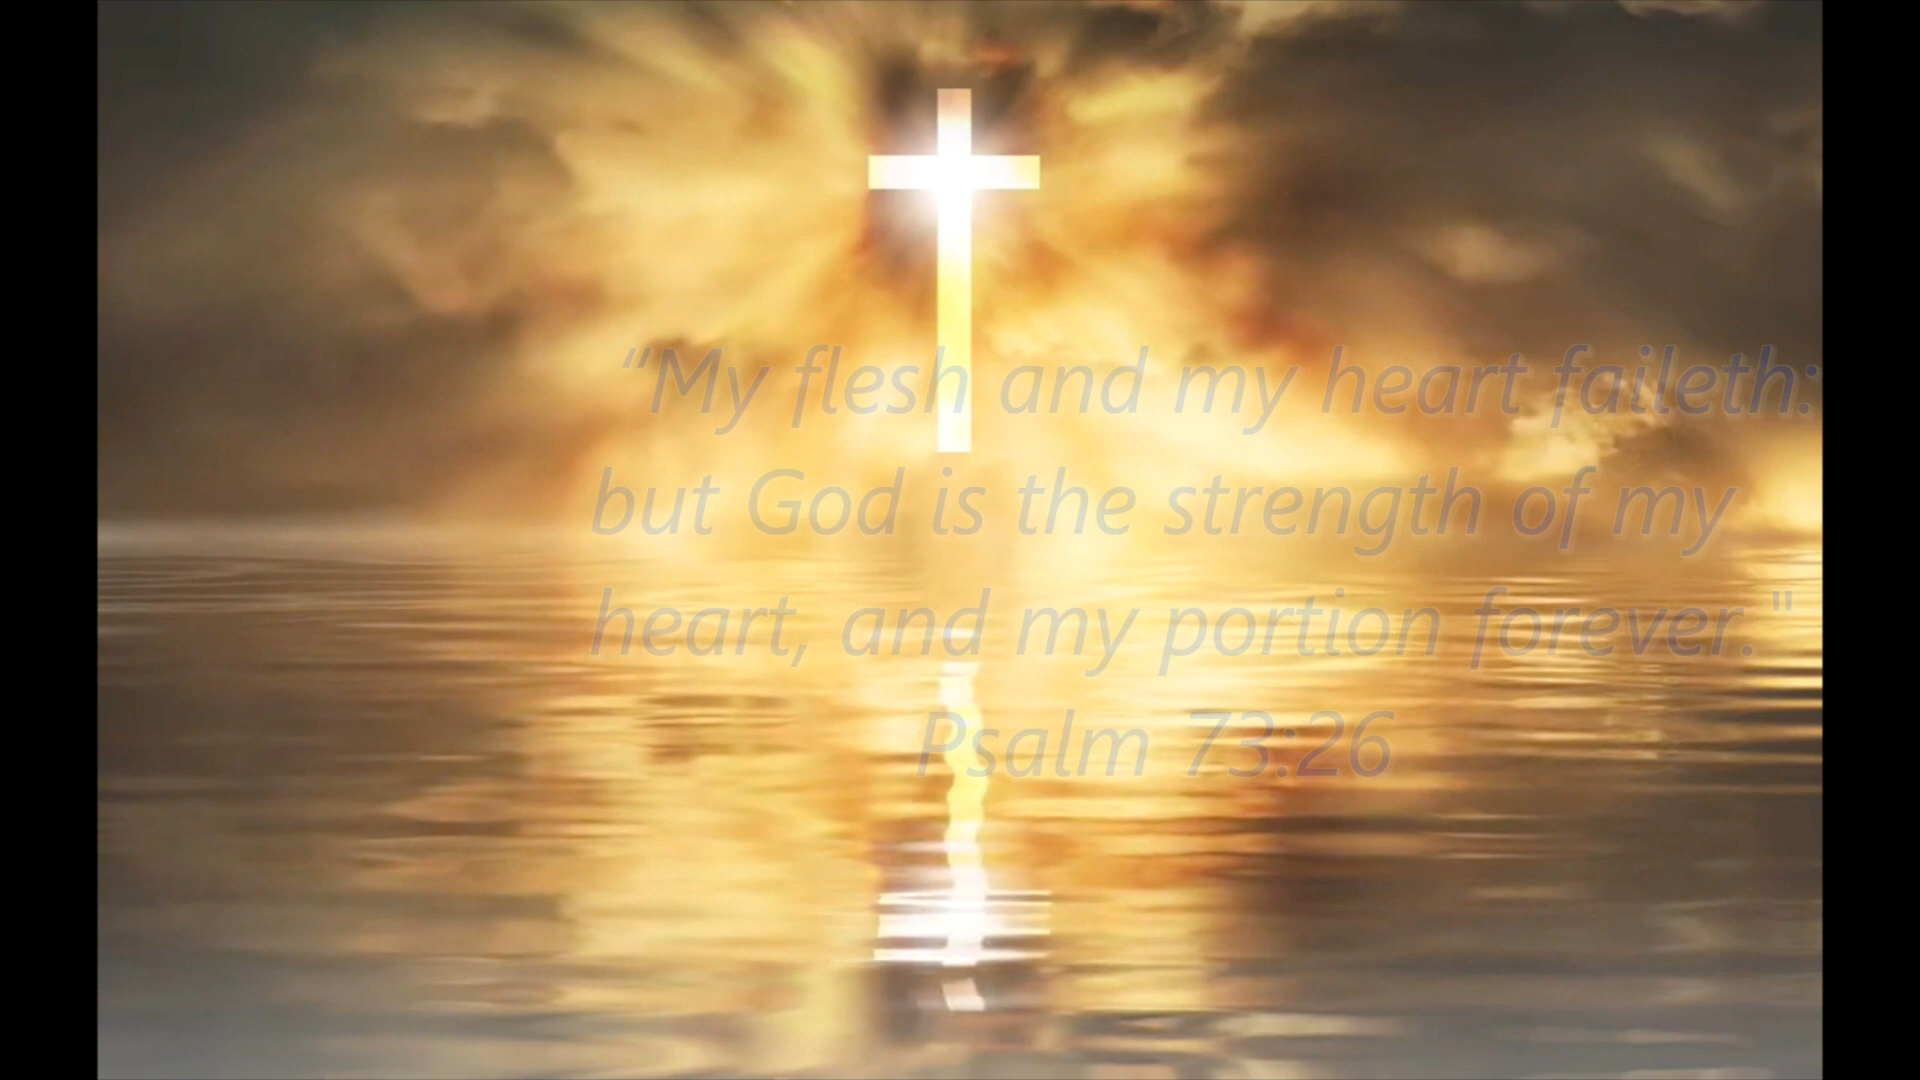 “My flesh and my heart faileth:
but God is the strength of my
heart, and my portion forever."
Psalm 73:26